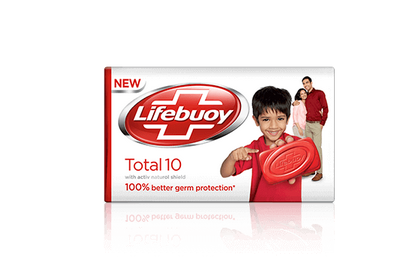 NEW
Lifebuoy
Total 10
with activ natural shield
100% better germ protection*